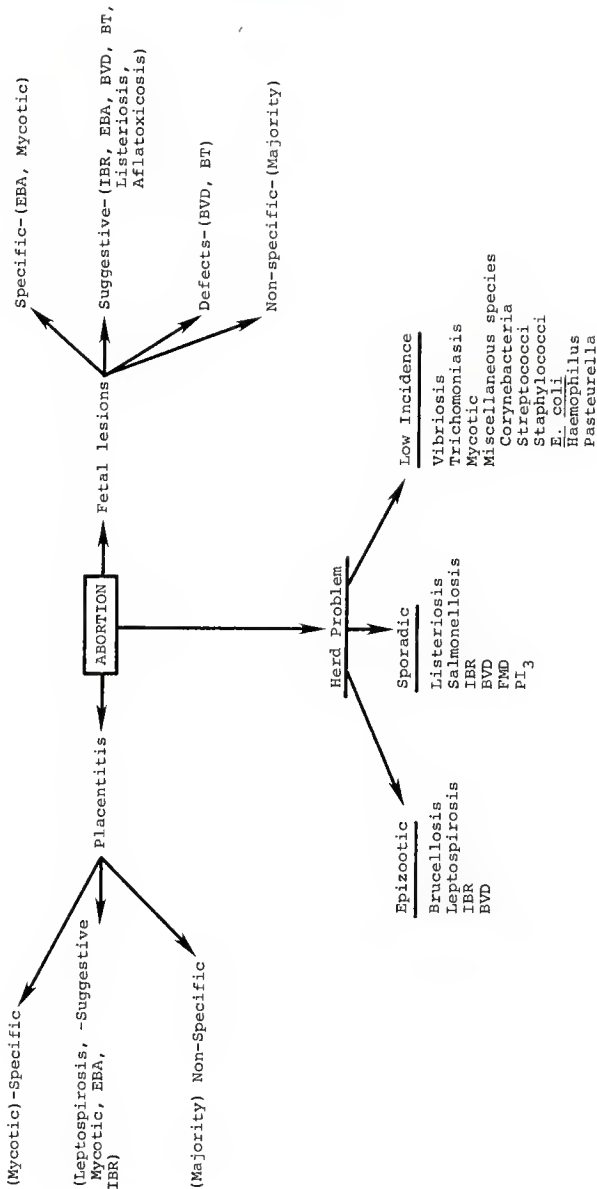 ABORTION
Placentitis
(Mycotic)-Specific
(Leptospirosis, -Suggestive
Mycotic, EBA,
IBR)
(Majority) Non-Specific
Fetal lesions
Specific-(EBA, Mycotic)
Suggestive-(IBR, EBA, BVD, BT,
Listeriosis,
Aflatoxicosis)
Defects-(BVD, BT)
Non-specific-(Majority)
Herd Problem
Epizootic
Brucellosis
Leptospirosis
IBR
BVD
Sporadic
Listeriosis
Salmonellosis
IBR
BVD
FMD
PI3
Low Incidence
Vibriosis
Trichomoniasis
Mycotic
Miscellaneous species
Corynebacteria
Streptococci
Staphylococci
E. coli
Haemophilus
Pasteurella